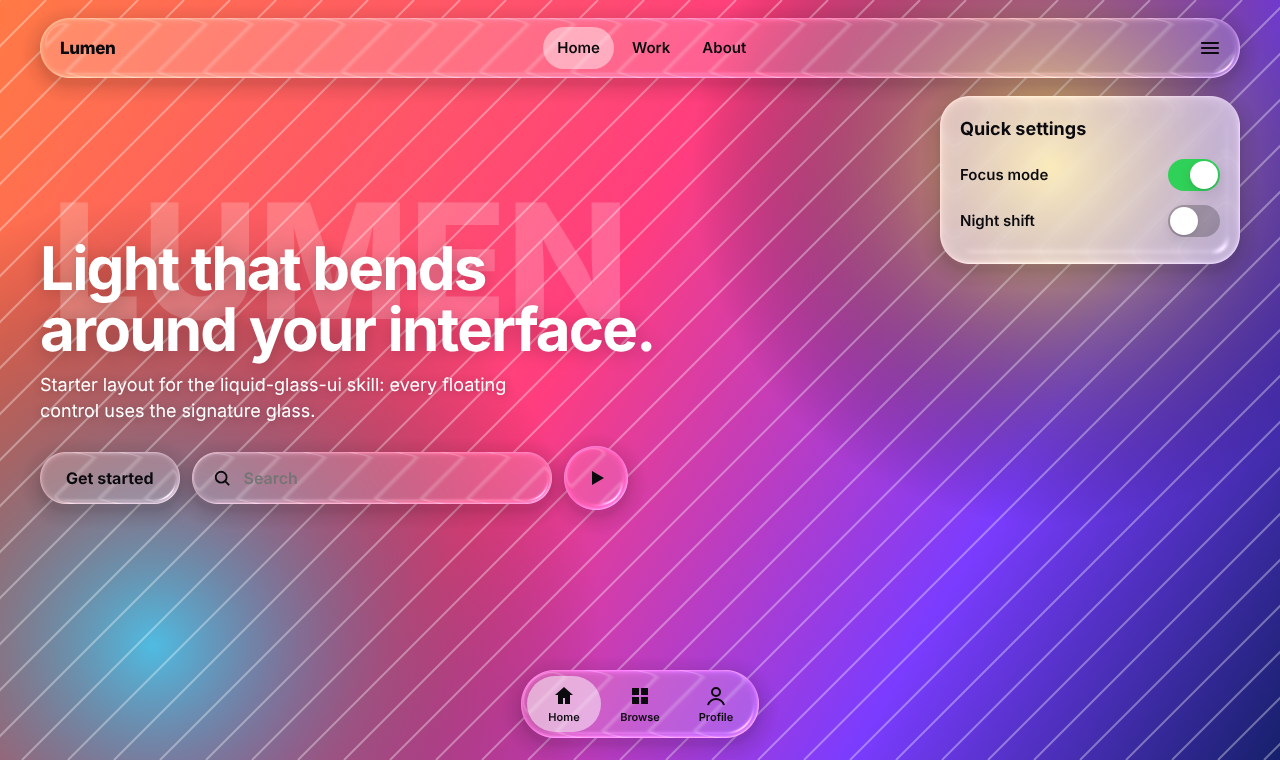 Lumen
Home
Work
About
Quick settings
Focus mode
Night shift
LUMEN
Light that bends
around your interface.
Starter layout for the liquid-glass-ui skill: every floating
control uses the signature glass.
Get started
Search
Home
Browse
Profile